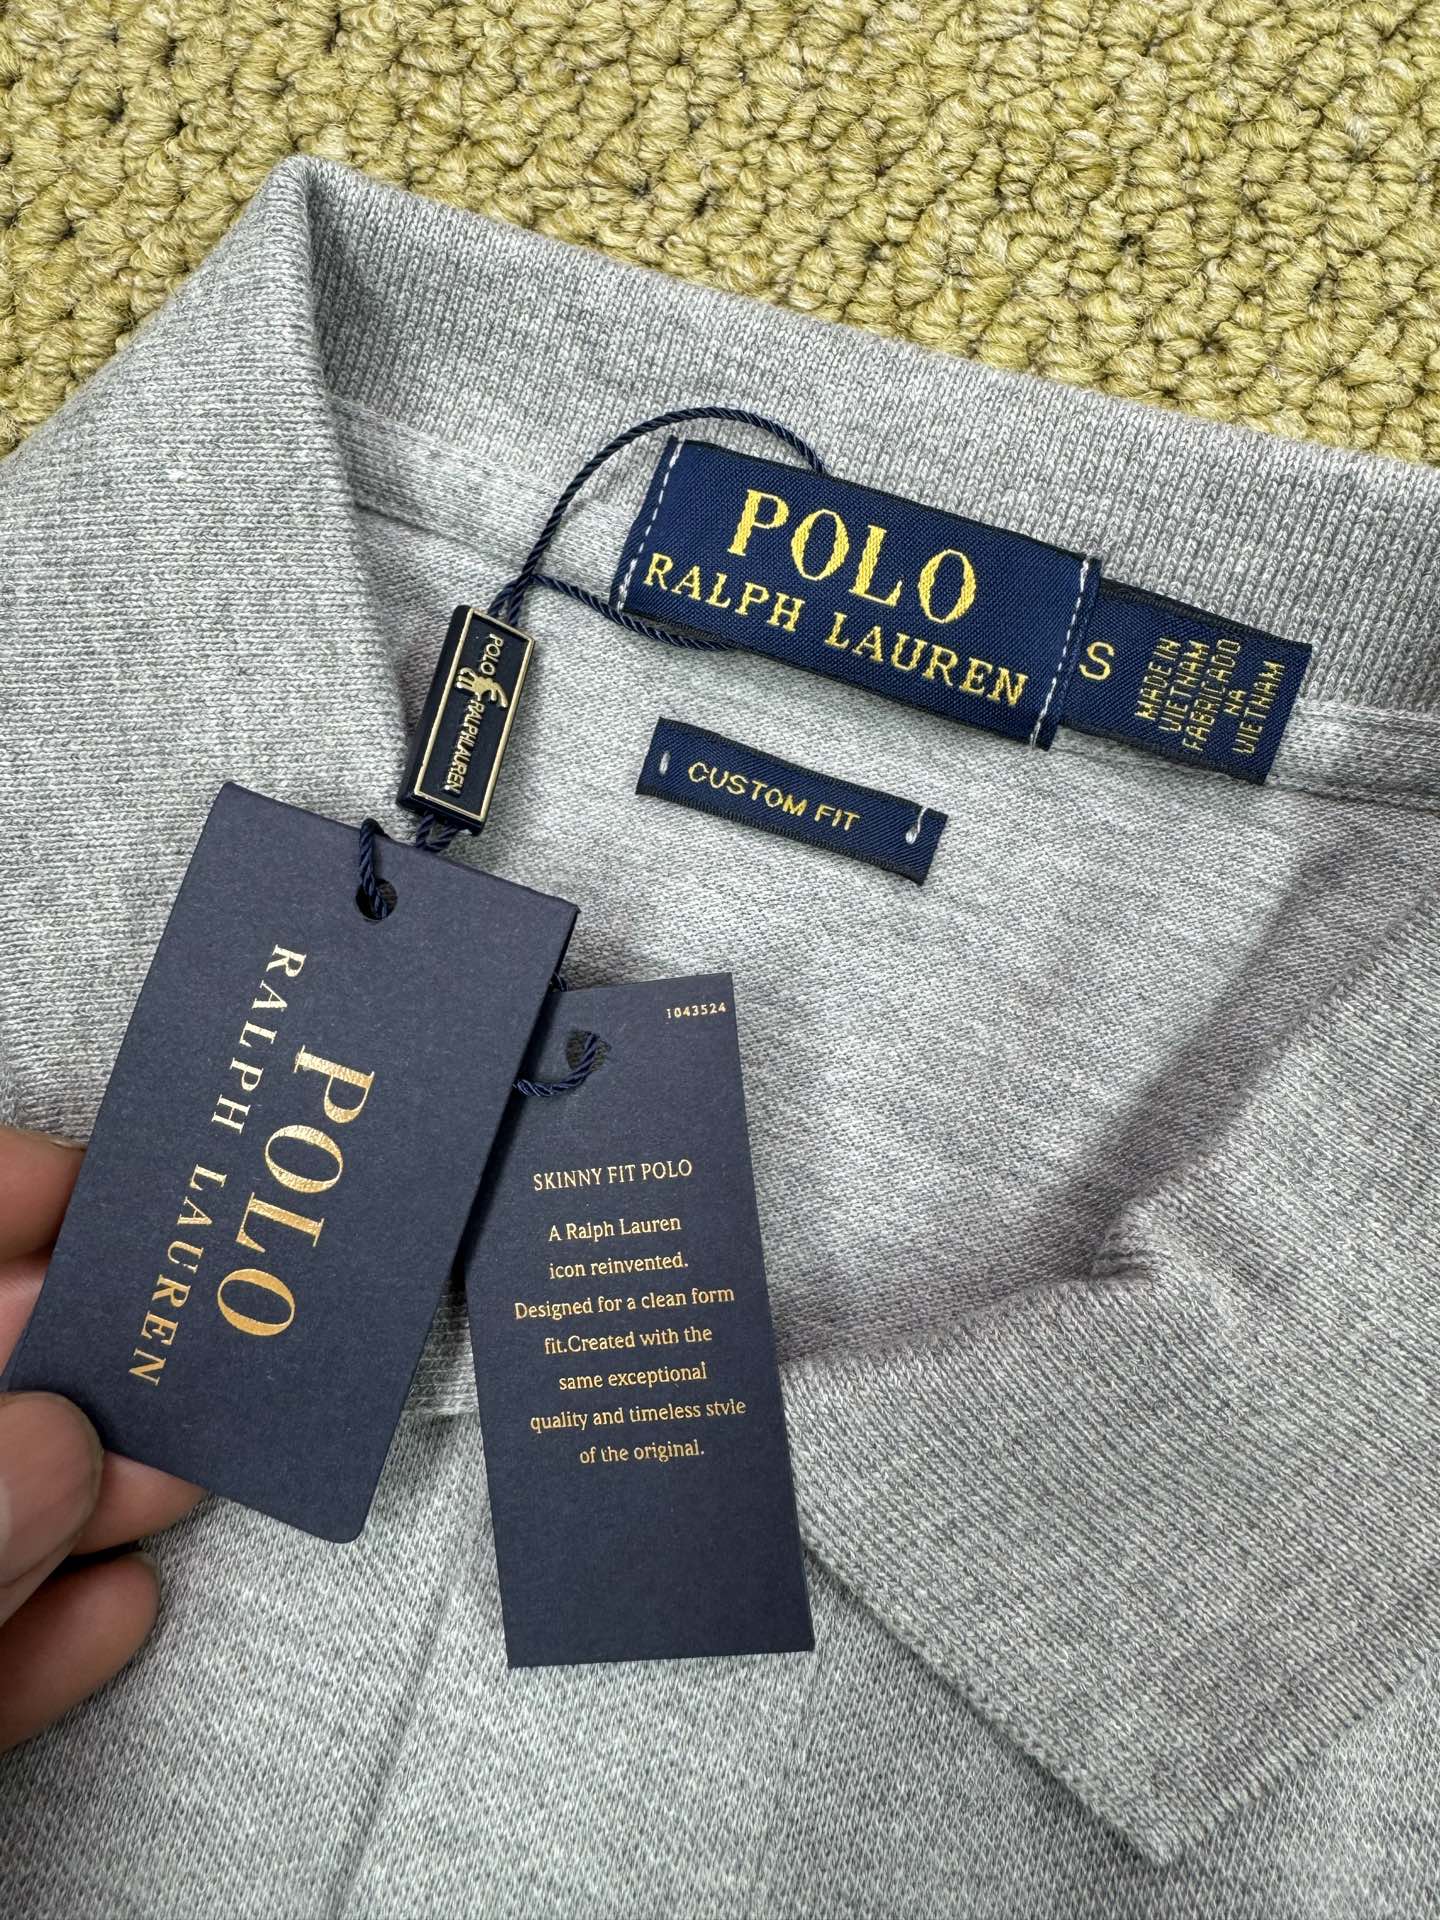 POLO
RALPH LAUREN
S
MADE IN
VIETNAM
FABRICADO
NA
VIETNAM
CUSTOM FIT
POLO RALPH LAUREN
POLO
RALPH LAUREN
1043524
SKINNY FIT POLO
A Ralph Lauren
icon reinvented.
Designed for a clean form
fit.Created with the
same exceptional
quality and timeless style
of the original.